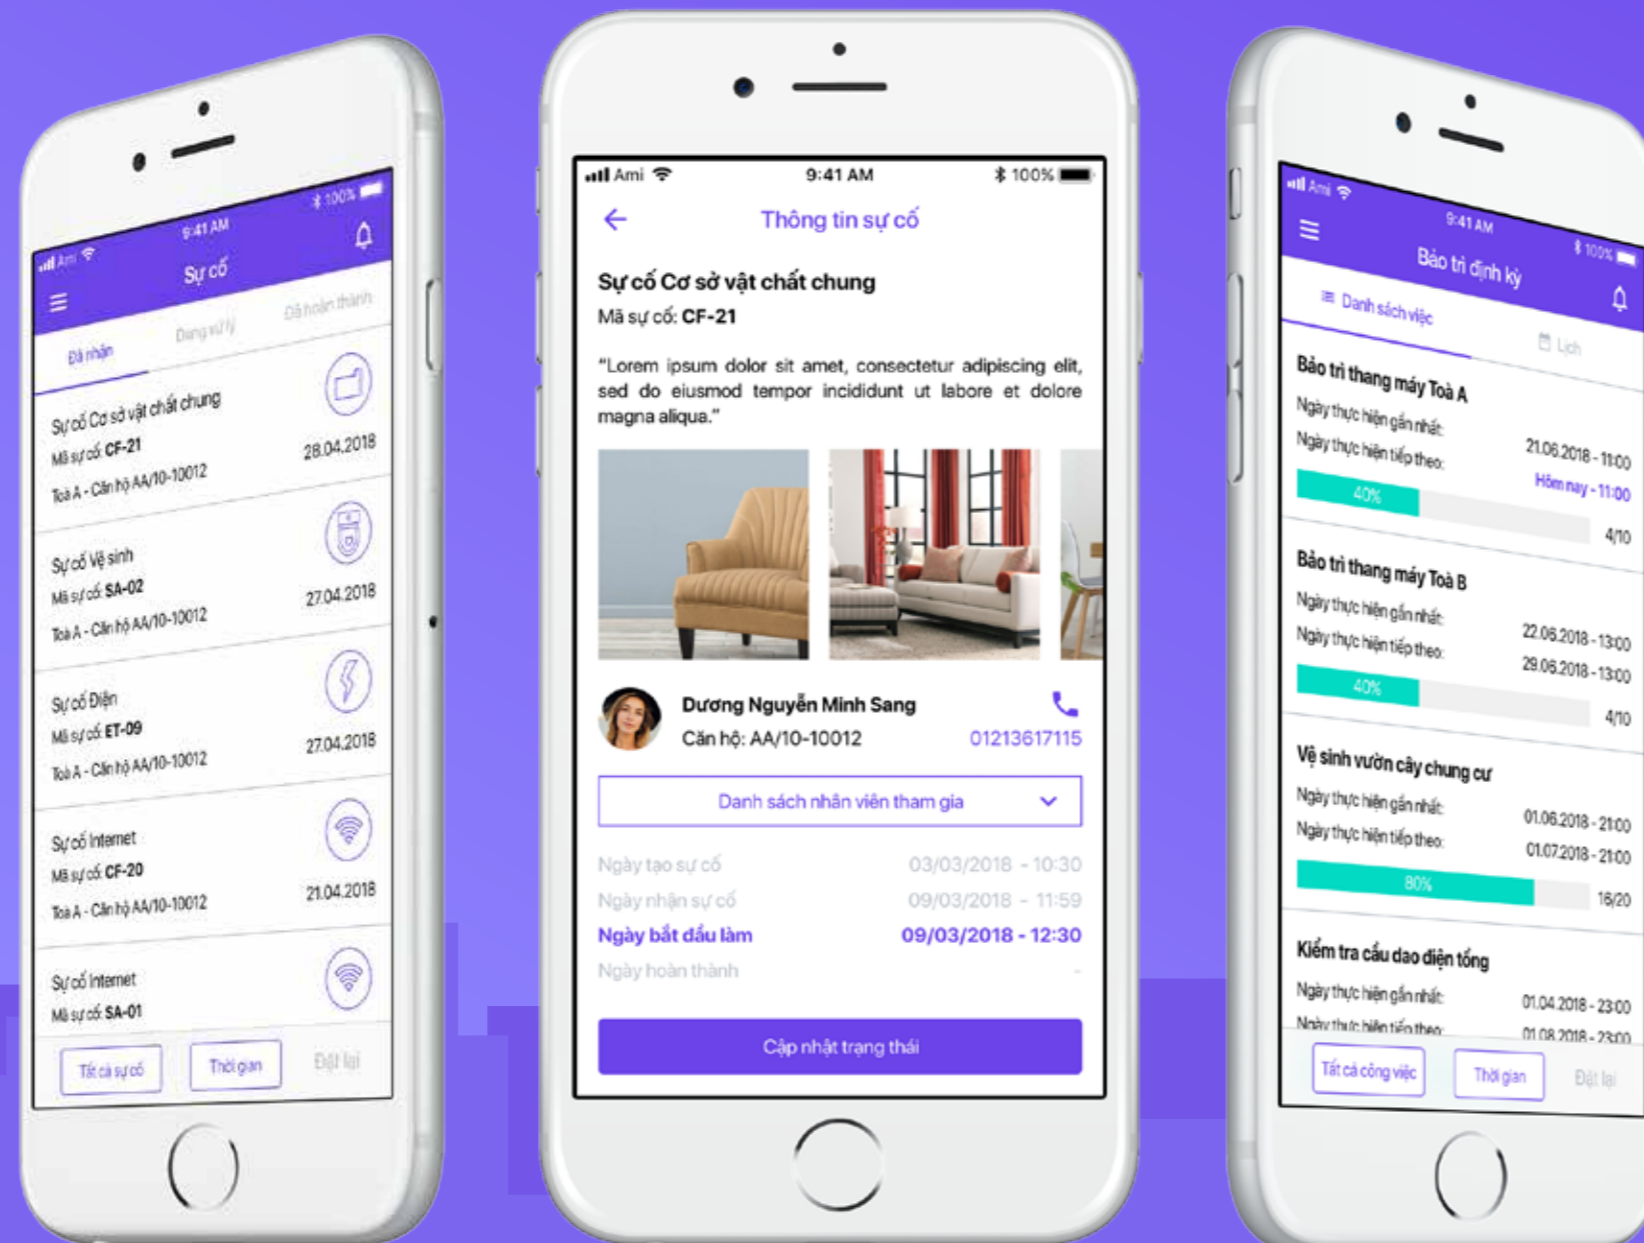 Ami
9:41 AM
100%
Sự cố
Đã nhận
Đang xử lý
Đã hoàn thành
Sự cố Cơ sở vật chất chung
Mã sự cố: CF-21
28.04.2018
Toà A - Căn hộ AA/10-10012
Sự cố Vệ sinh
Mã sự cố: SA-02
27.04.2018
Toà A - Căn hộ AA/10-10012
Sự cố Điện
Mã sự cố: ET-09
27.04.2018
Toà A - Căn hộ AA/10-10012
Sự cố Internet
Mã sự cố: CF-20
21.04.2018
Toà A - Căn hộ AA/10-10012
Sự cố Internet
Mã sự cố: SA-01
Tất cả sự cố
Thời gian
Đặt lại
Ami
9:41 AM
100%
Thông tin sự cố
Sự cố Cơ sở vật chất chung
Mã sự cố: CF-21
“Lorem ipsum dolor sit amet, consectetur adipiscing elit,
sed do eiusmod tempor incididunt ut labore et dolore
magna aliqua.”
Dương Nguyễn Minh Sang
Căn hộ: AA/10-10012
01213617115
Danh sách nhân viên tham gia
Ngày tạo sự cố 03/03/2018 - 10:30
Ngày nhận sự cố 09/03/2018 - 11:59
Ngày bắt đầu làm 09/03/2018 - 12:30
Ngày hoàn thành -
Cập nhật trạng thái
Ami
9:41 AM
100%
Bảo trì định kỳ
Danh sách việc
Lịch
Bảo trì thang máy Toà A
Ngày thực hiện gần nhất: 21.06.2018 - 11:00
Ngày thực hiện tiếp theo: Hôm nay - 11:00
40% 4/10
Bảo trì thang máy Toà B
Ngày thực hiện gần nhất: 22.06.2018 - 13:00
Ngày thực hiện tiếp theo: 29.06.2018 - 13:00
40% 4/10
Vệ sinh vườn cây chung cư
Ngày thực hiện gần nhất: 01.06.2018 - 21:00
Ngày thực hiện tiếp theo: 01.07.2018 - 21:00
80% 16/20
Kiểm tra cầu dao điện tổng
Ngày thực hiện gần nhất: 01.04.2018 - 23:00
Ngày thực hiện tiếp theo: 01.08.2018 - 23:00
Tất cả công việc
Thời gian
Đặt lại